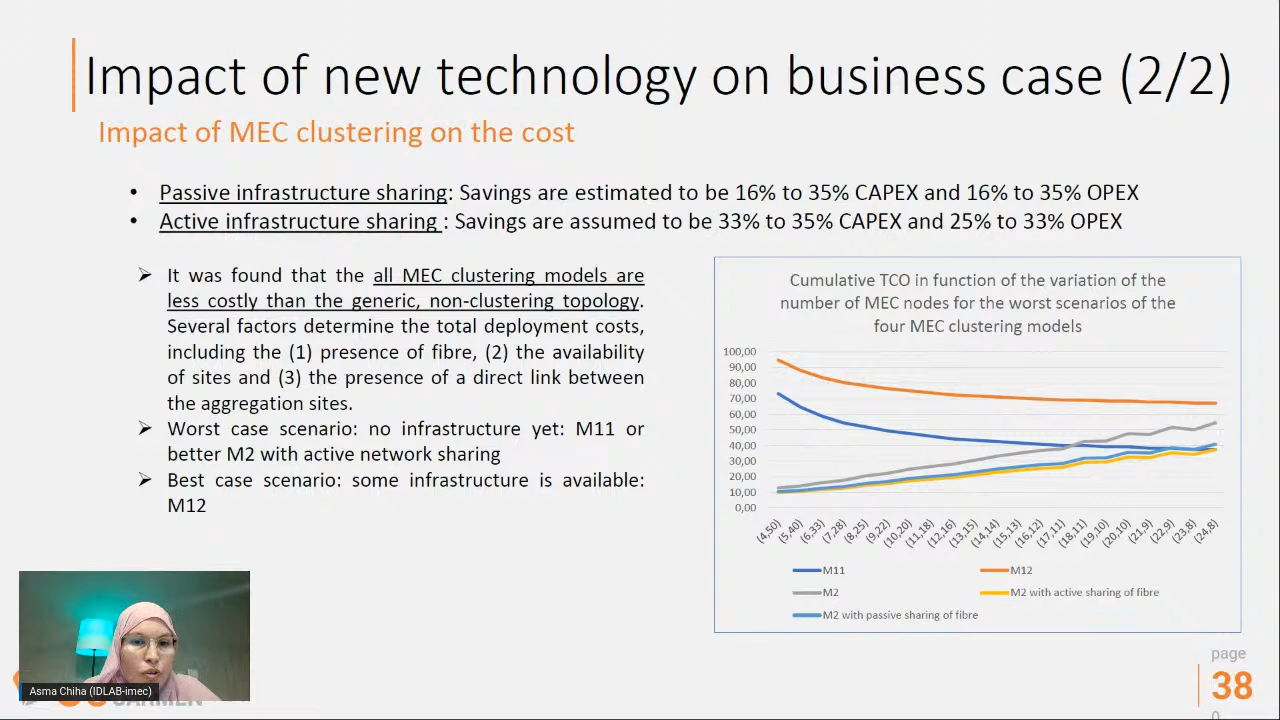 Impact of new technology on business case (2/2)
Impact of MEC clustering on the cost
• Passive infrastructure sharing: Savings are estimated to be 16% to 35% CAPEX and 16% to 35% OPEX
• Active infrastructure sharing : Savings are assumed to be 33% to 35% CAPEX and 25% to 33% OPEX
➢ It was found that the all MEC clustering models are
less costly than the generic, non-clustering topology.
Several factors determine the total deployment costs,
including the (1) presence of fibre, (2) the availability
of sites and (3) the presence of a direct link between
the aggregation sites.
➢ Worst case scenario: no infrastructure yet: M11 or
better M2 with active network sharing
➢ Best case scenario: some infrastructure is available:
M12
Cumulative TCO in function of the variation of the
number of MEC nodes for the worst scenarios of the
four MEC clustering models
100,00
90,00
80,00
70,00
60,00
50,00
40,00
30,00
20,00
10,00
0,00
(4,50) (5,40) (6,33) (7,28) (8,25) (9,22) (10,20) (11,18) (12,16) (13,15) (14,14) (15,13) (16,12) (17,11) (18,11) (19,10) (20,10) (21,9) (22,9) (23,8) (24,8)
M11 M12
M2 M2 with active sharing of fibre
M2 with passive sharing of fibre
Asma Chiha (IDLAB-imec)
page
38